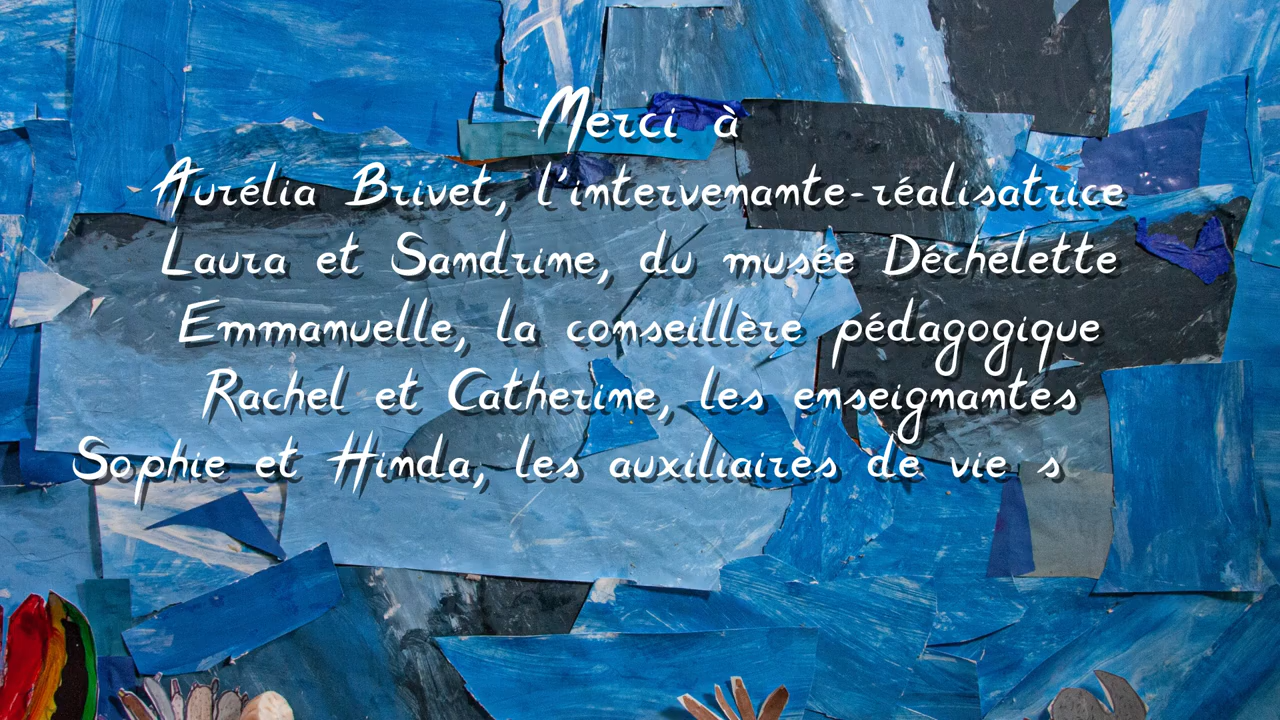 Merci à
Aurélia Brivet, l'intervenante-réalisatrice
Laura et Sandrine, du musée Déchelette
Emmanuelle, la conseillère pédagogique
Rachel et Catherine, les enseignantes
Sophie et Hinda, les auxiliaires de vie s